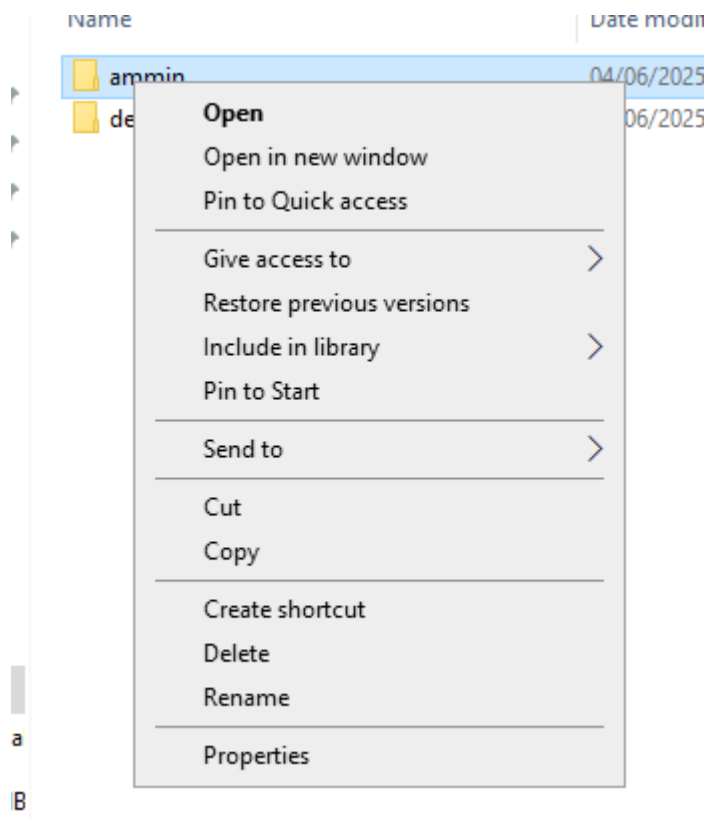 Name Date modif
ammin 04/06/2025
de 06/2025
Open
Open in new window
Pin to Quick access
Give access to
Restore previous versions
Include in library
Pin to Start
Send to
Cut
Copy
Create shortcut
Delete
Rename
Properties
a
B